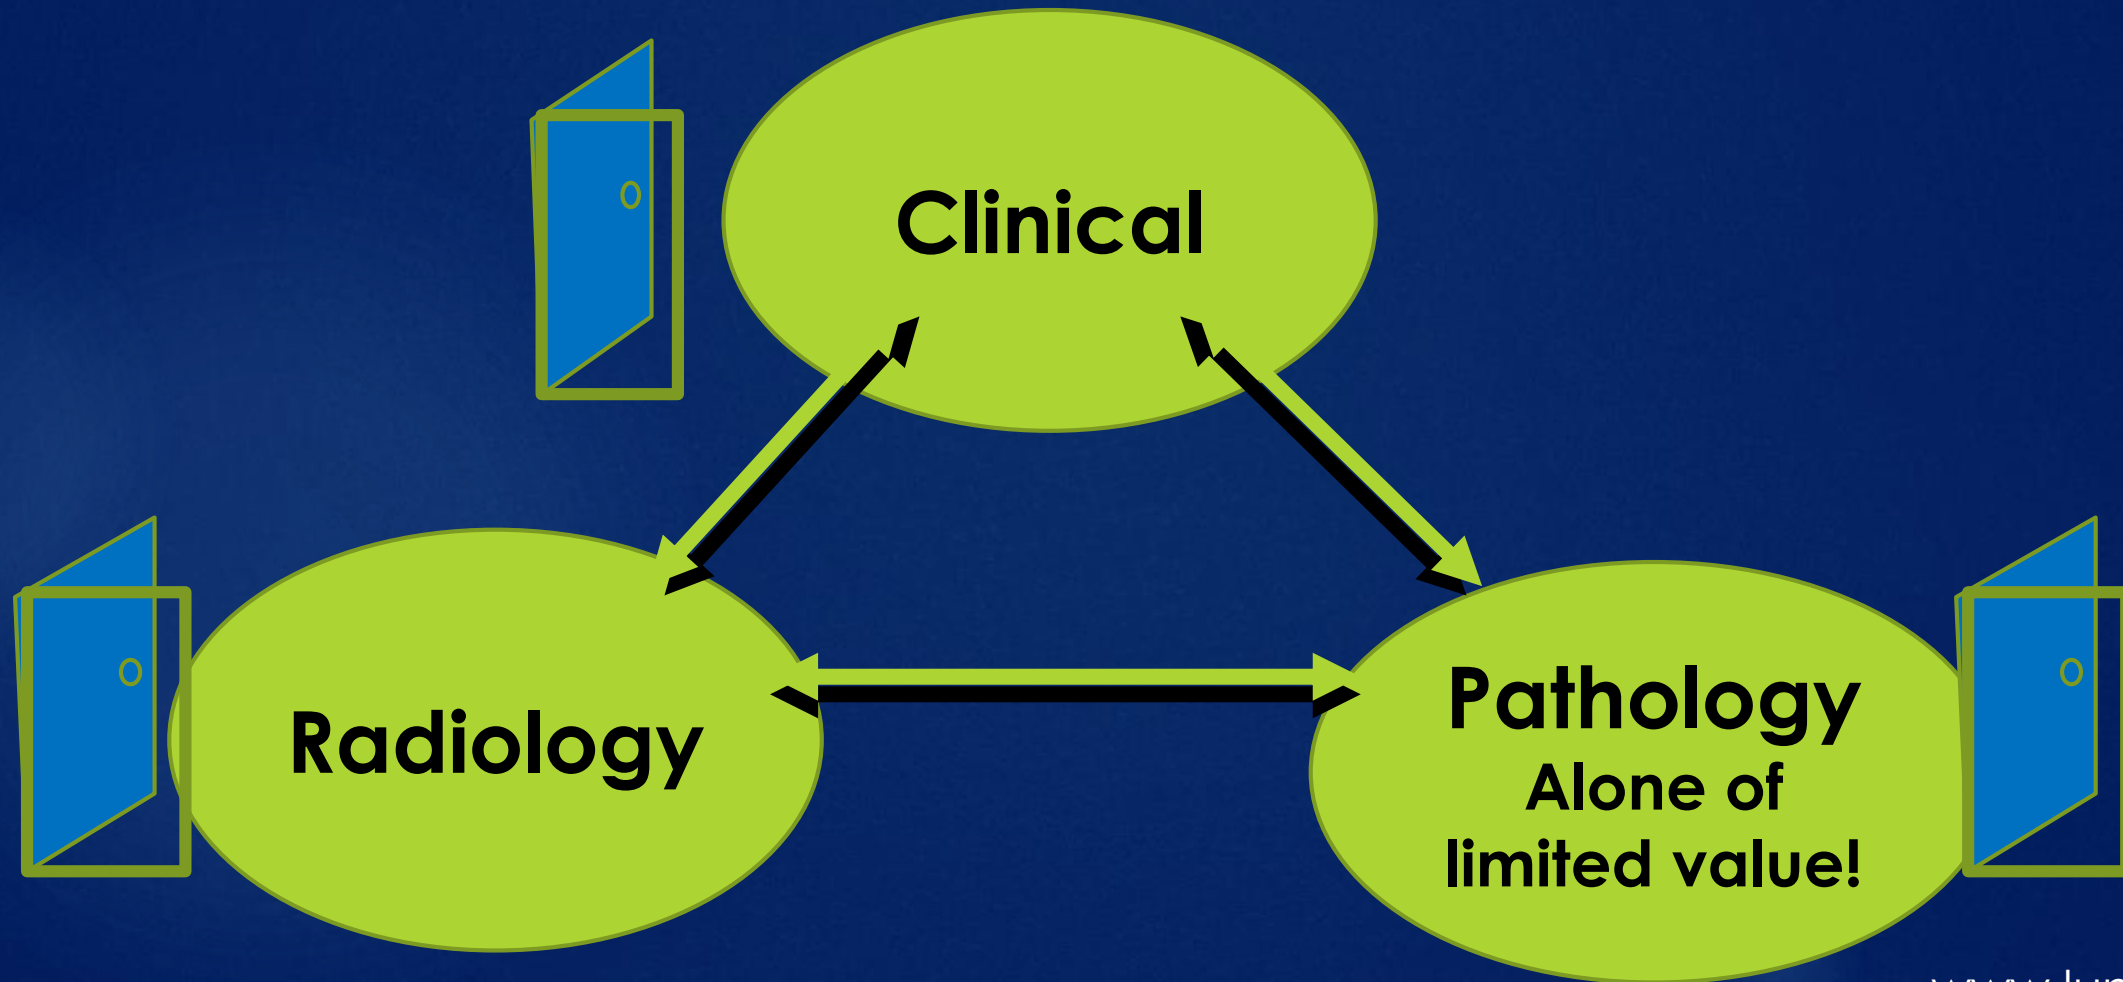 Clinical
Radiology
Pathology
Alone of
limited value!